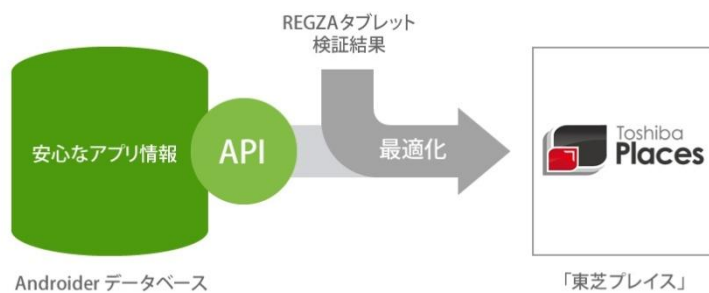 REGZAタブレット
検証結果
安心なアプリ情報
API
最適化
Toshiba
Places
Androider データベース
「東芝プレイス」